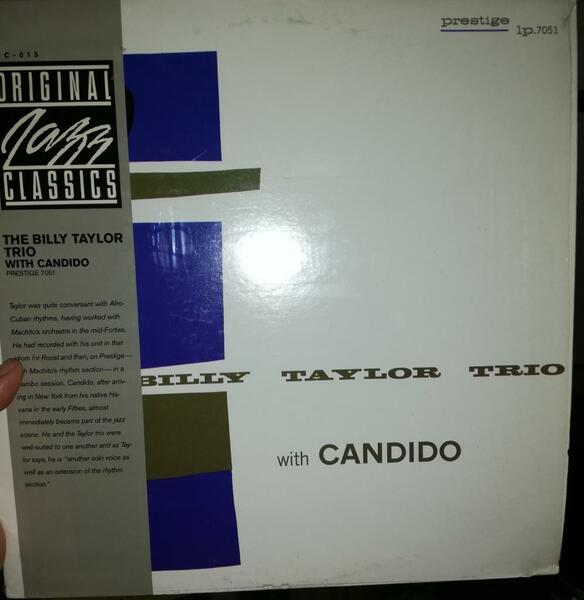 prestige lp.7051
C-015
ORIGINAL
Jazz
CLASSICS
THE BILLY TAYLOR
TRIO
WITH CANDIDO
PRESTIGE 7051
Taylor was quite conversant with Afro-
Cuban rhythms, having worked with
Machito's orchestra in the mid-Forties.
He had recorded with his unit in that
for Roost and then, on Prestige—
Machito's rhythm section—in a
mambo session. Candido, after arriv-
ing in New York from his native Ha-
vana in the early Fifties, almost
immediately became part of the jazz
scene. He and the Taylor trio were
well-suited to one another and as Tay-
lor says, he is "another solo voice as
well as an extension of the rhythm
section."
BILLY TAYLOR TRIO
with CANDIDO